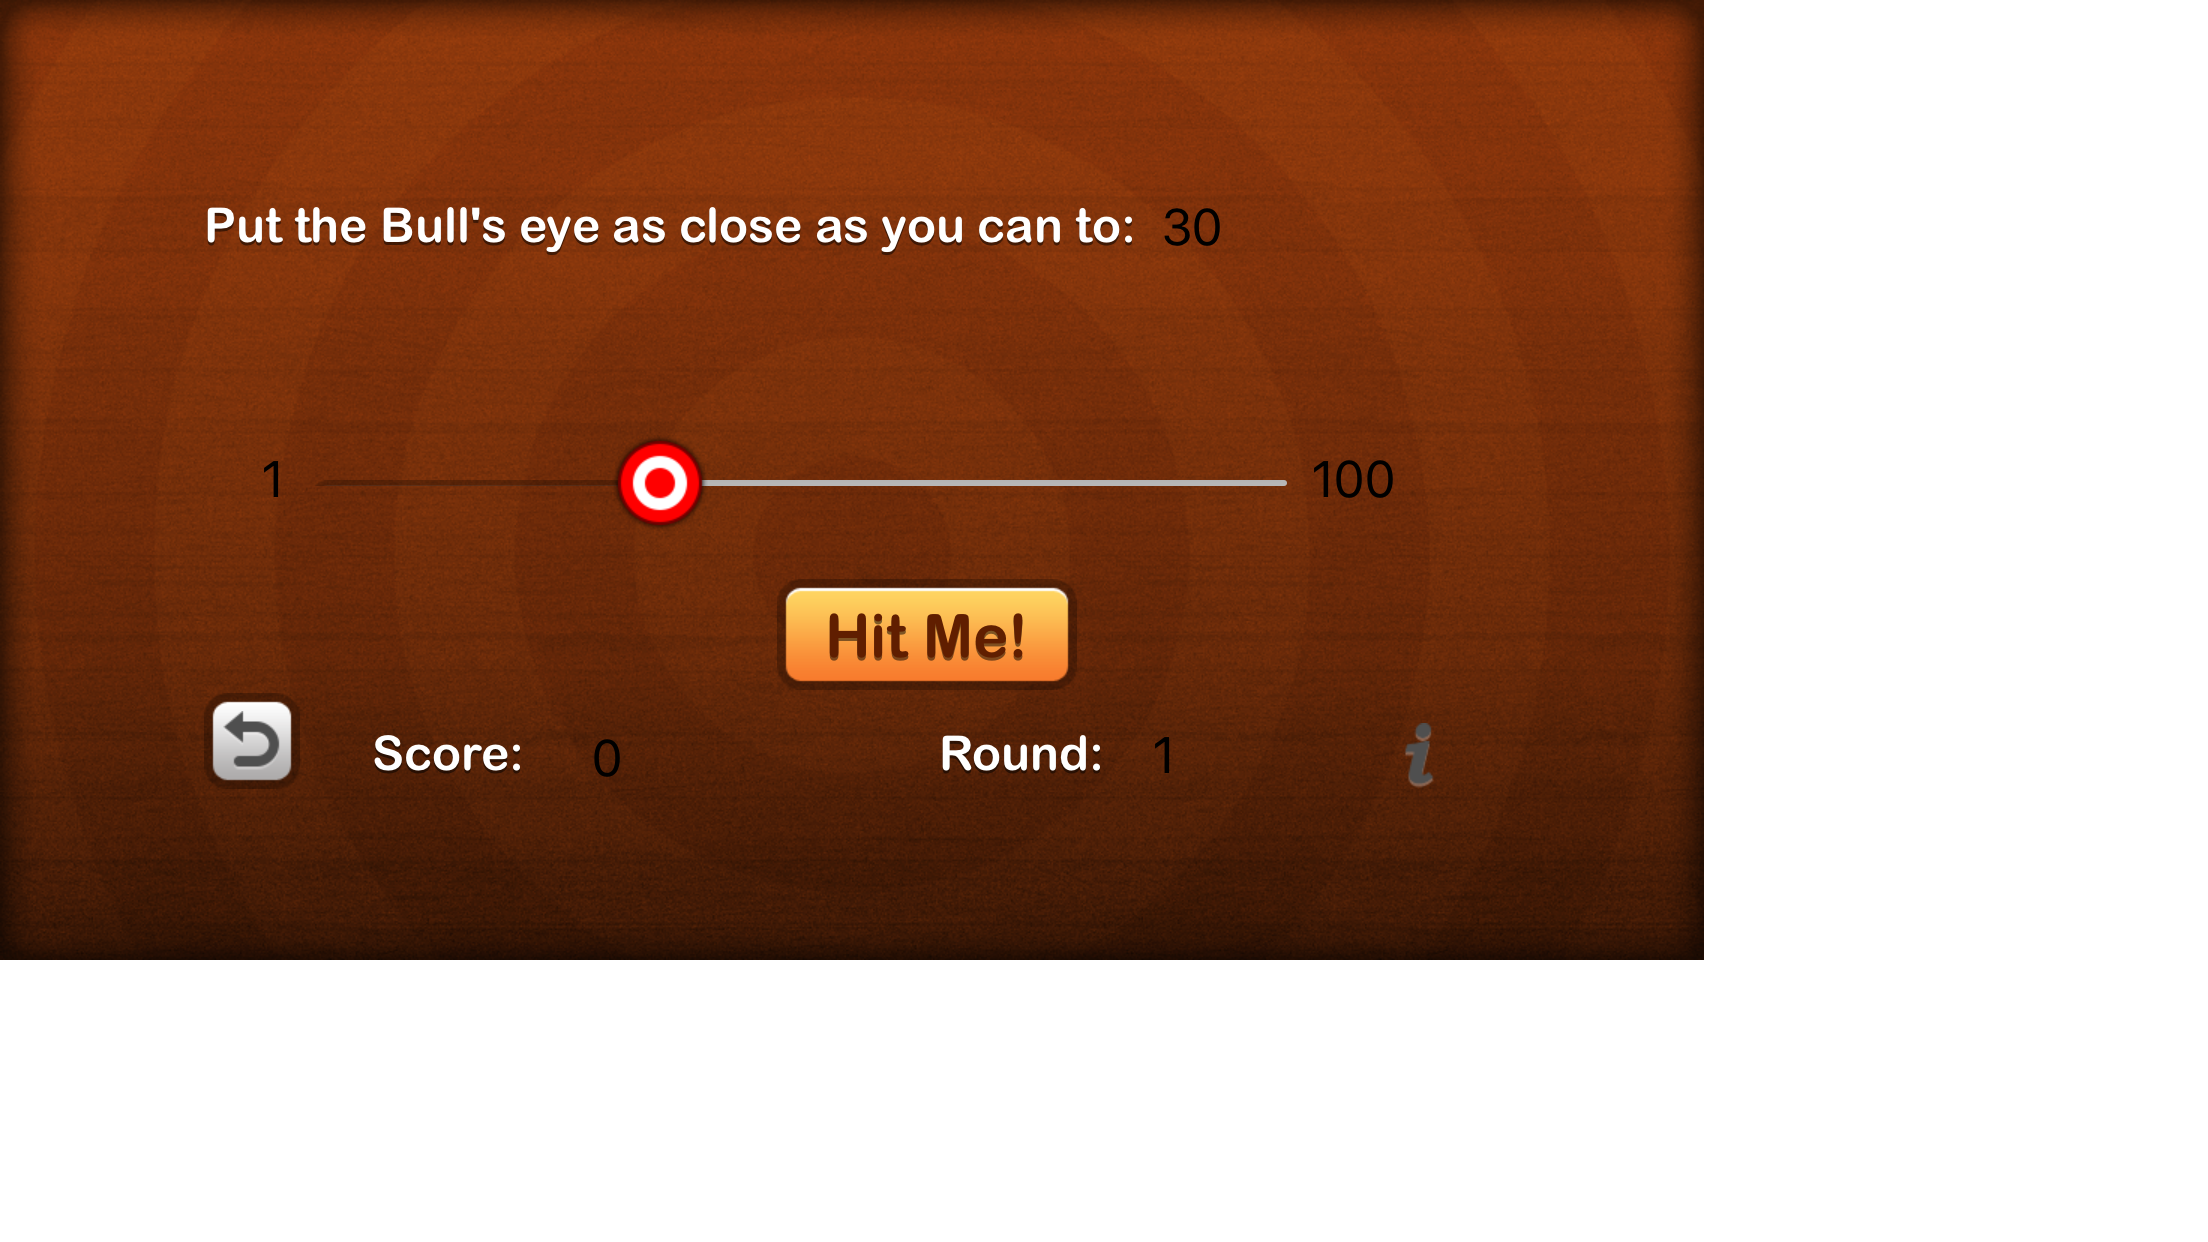 Put the Bull's eye as close as you can to: 30
1 100
Hit Me!
Score: 0 Round: 1 i